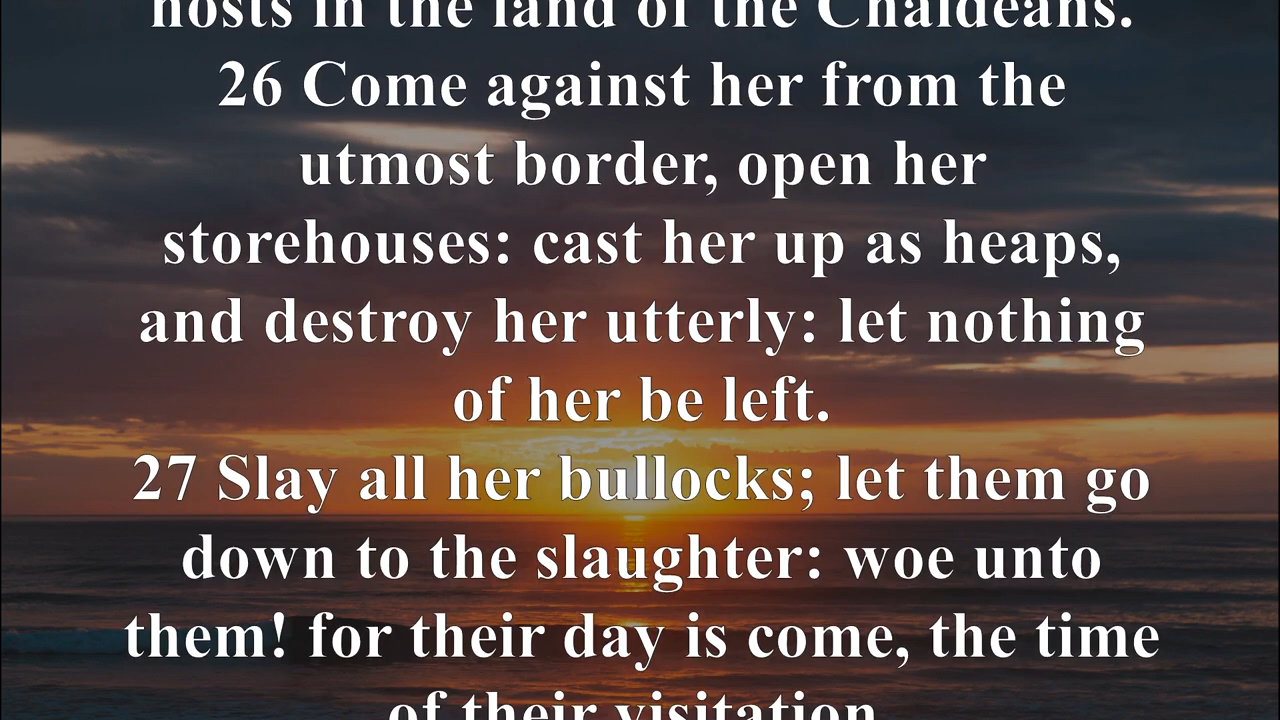 hosts in the land of the Chaldeans.
26 Come against her from the
utmost border, open her
storehouses: cast her up as heaps,
and destroy her utterly: let nothing
of her be left.
27 Slay all her bullocks; let them go
down to the slaughter: woe unto
them! for their day is come, the time
of their visitation